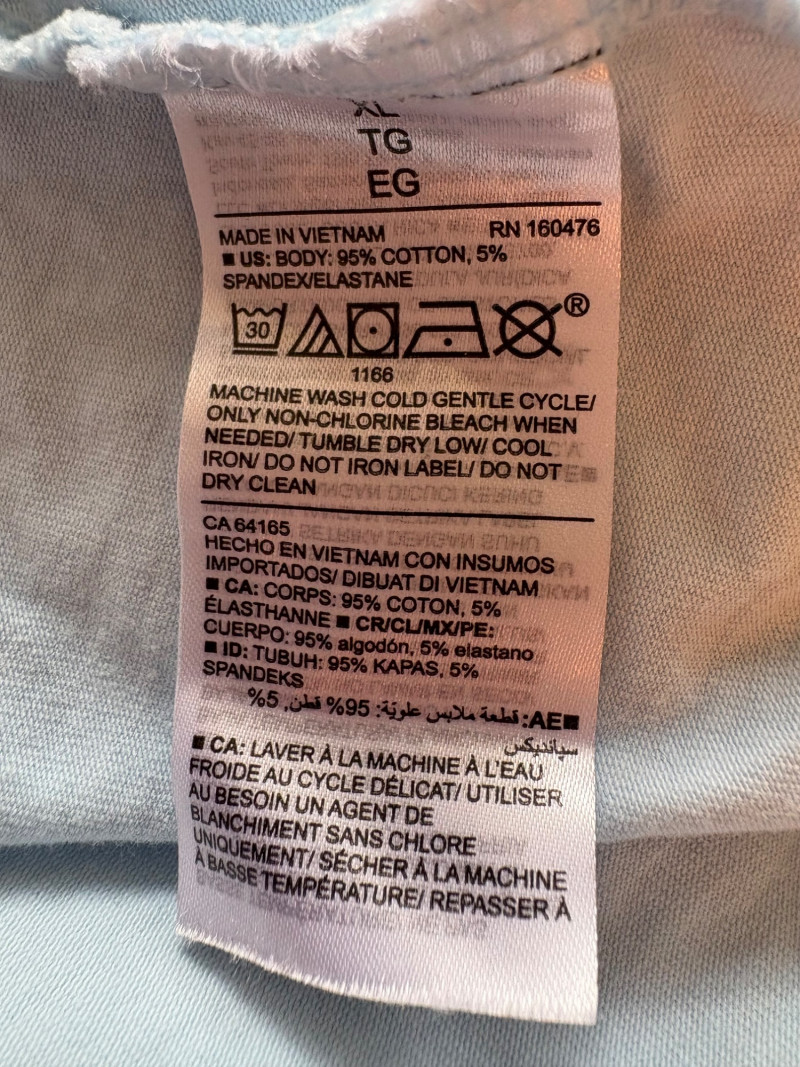 XL
TG
EG
MADE IN VIETNAM RN 160476
■ US: BODY: 95% COTTON, 5%
SPANDEX/ELASTANE
30 ®
1166
MACHINE WASH COLD GENTLE CYCLE/
ONLY NON-CHLORINE BLEACH WHEN
NEEDED/ TUMBLE DRY LOW/ COOL
IRON/ DO NOT IRON LABEL/ DO NOT
DRY CLEAN
CA 64165
HECHO EN VIETNAM CON INSUMOS
IMPORTADOS/ DIBUAT DI VIETNAM
■ CA: CORPS: 95% COTON, 5%
ÉLASTHANNE ■ CR/CL/MX/PE:
CUERPO: 95% algodón, 5% elastano
■ ID: TUBUH: 95% KAPAS, 5%
SPANDEKS
■AE: قطعة ملابس علويّة: 95% قطن, 5%
سپانديكس
■ CA: LAVER À LA MACHINE À L'EAU
FROIDE AU CYCLE DÉLICAT/ UTILISER
AU BESOIN UN AGENT DE
BLANCHIMENT SANS CHLORE
UNIQUEMENT/ SÉCHER À LA MACHINE
À BASSE TEMPÉRATURE/ REPASSER À